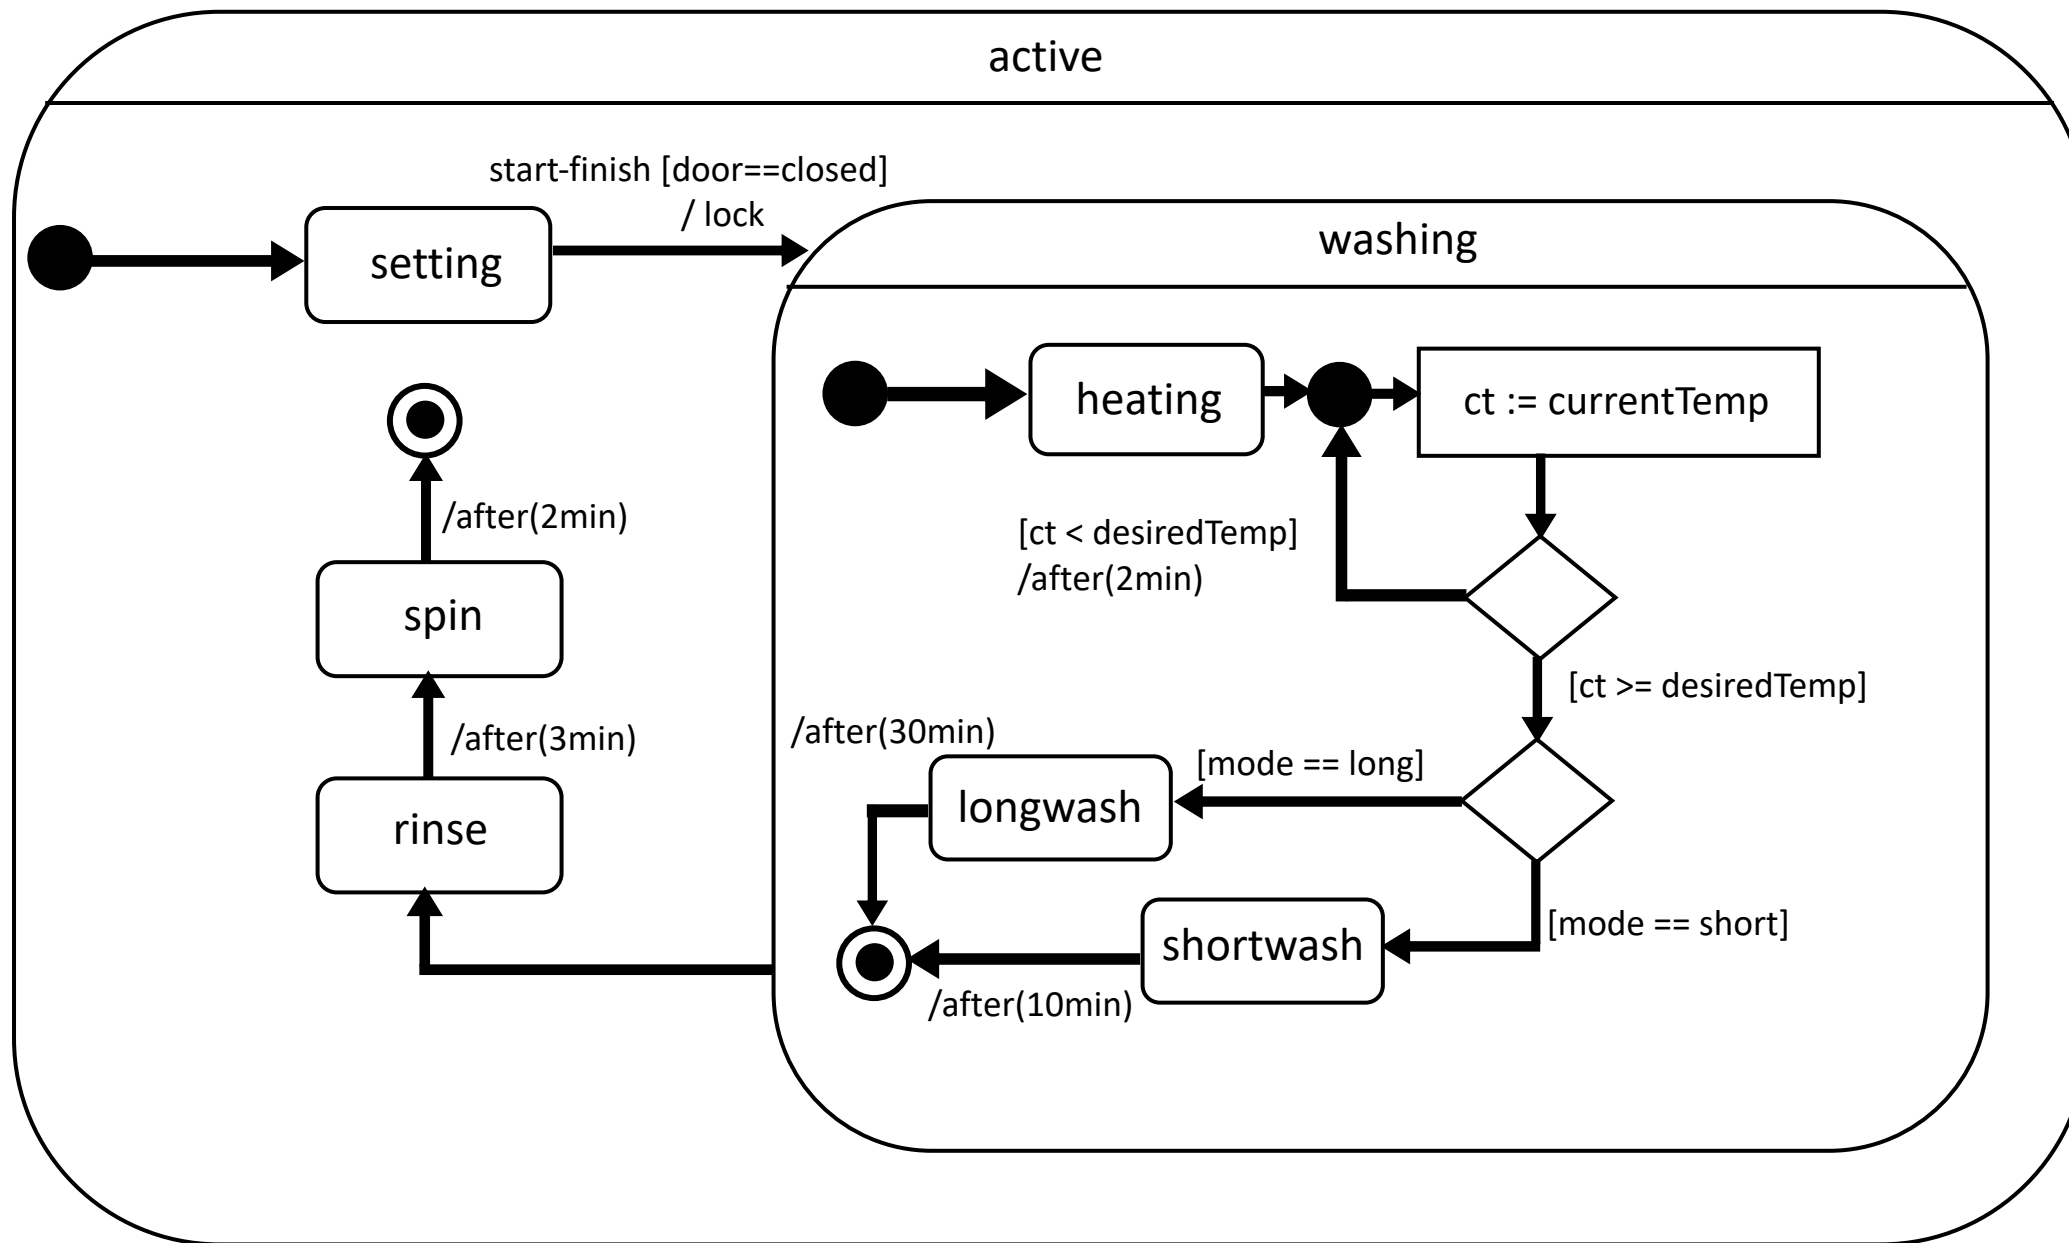 active
start-finish [door==closed]
/ lock
setting
washing
heating
ct := currentTemp
/after(2min)
[ct < desiredTemp]
/after(2min)
spin
[ct >= desiredTemp]
/after(3min)
/after(30min)
[mode == long]
longwash
rinse
[mode == short]
shortwash
/after(10min)